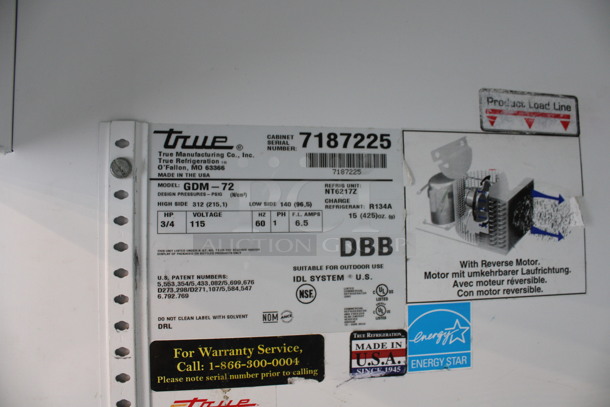 Product Load Line
true®
True Manufacturing Co., Inc.
True Refrigeration
O'Fallon, MO 63366
MADE IN THE USA
CABINET SERIAL NUMBER: 7187225
7187225
MODEL: GDM-72
REFRIG UNIT: NT6217Z
DESIGN PRESSURES - PSIG
HIGH SIDE 312 (215,1) LOW SIDE 140 (96,5)
CHARGE REFRIGERANT: R134A
15 (425) oz. (g)
HP VOLTAGE HZ PH F.L. AMPS
3/4 115 60 1 6.5
DBB
AUCTION
SUITABLE FOR OUTDOOR USE
U.S. PATENT NUMBERS:
5,553,354/5,433,082/5,699,676
D273,298/D271,107/5,584,547
6,792,769
IDL SYSTEM U.S.
NSF.
DO NOT CLEAN LABEL WITH SOLVENT
DRL
NOM
With Reverse Motor.
Motor mit umkehrbarer Laufrichtung.
Avec moteur réversible.
Con motor reversible.
For Warranty Service,
Call: 1-866-300-0004
Please note serial number prior to calling
true
TRUE REFRIGERATION
MADE IN
U.S.A.
SINCE 1945
energy
ENERGY STAR